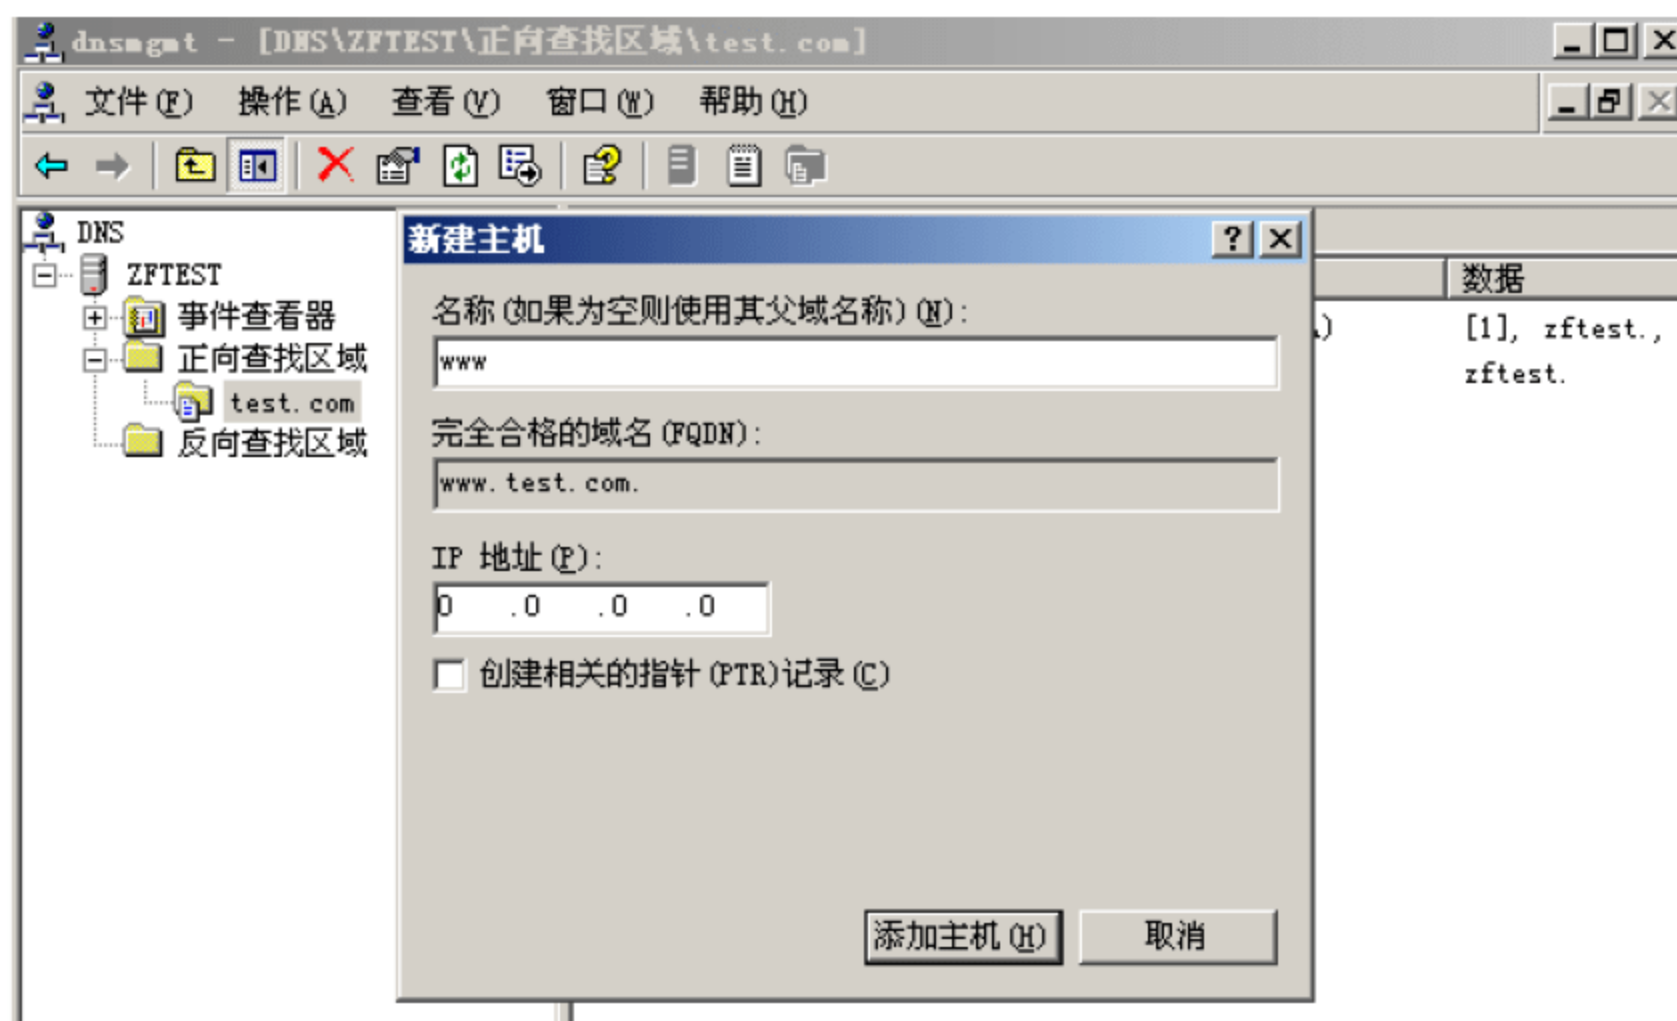 dnsmgmt - [DNS\ZFTEST\正向查找区域\test.com]
文件(F) 操作(A) 查看(V) 窗口(W) 帮助(H)
DNS
ZFTEST
事件查看器
正向查找区域
test.com
反向查找区域
新建主机
名称(如果为空则使用其父域名称)(N):
www
完全合格的域名(FQDN):
www.test.com.
IP 地址(P):
0 .0 .0 .0
创建相关的指针(PTR)记录(C)
添加主机(H) 取消
数据
[1], zftest.,
zftest.